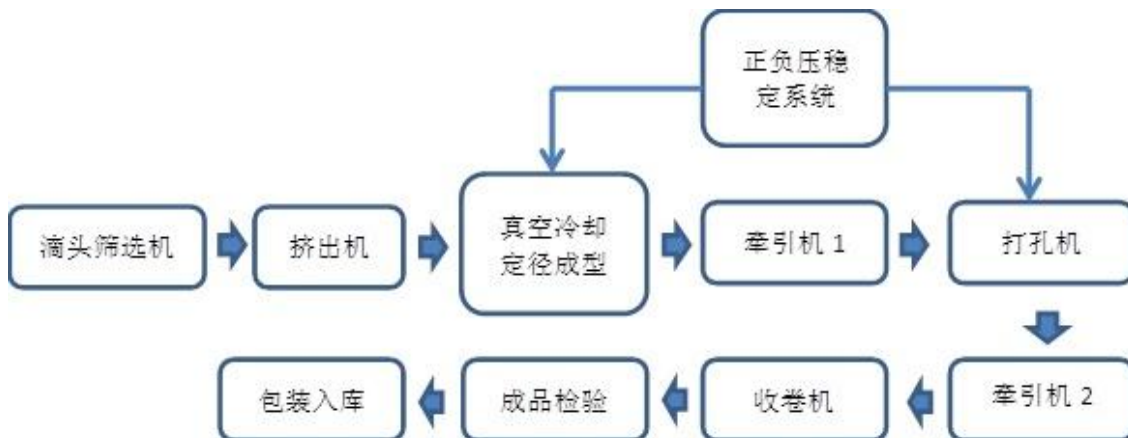 正负压稳
定系统
滴头筛选机
挤出机
真空冷却
定径成型
牵引机 1
打孔机
包装入库
成品检验
收卷机
牵引机 2